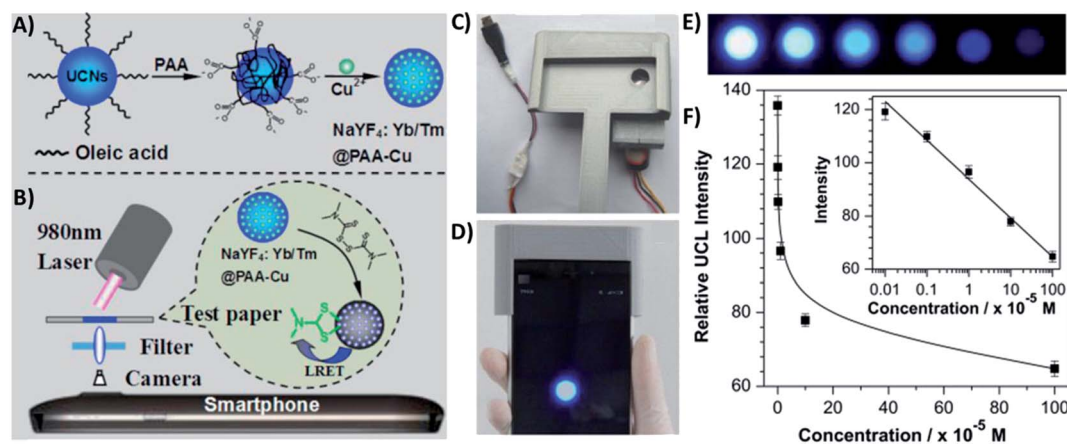 A)
UCNs
PAA
Cu²⁺
NaYF₄: Yb/Tm
@PAA-Cu
Oleic acid
B)
980nm
Laser
NaYF₄: Yb/Tm
@PAA-Cu
Test paper
LRET
Filter
Camera
Smartphone
C)
D)
E)
F)
Relative UCL Intensity
140
120
100
80
60
0 20 40 60 80 100
Concentration / x 10⁻⁵ M
Intensity
120
100
80
60
0.01 0.1 1 10 100
Concentration / x 10⁻⁵ M